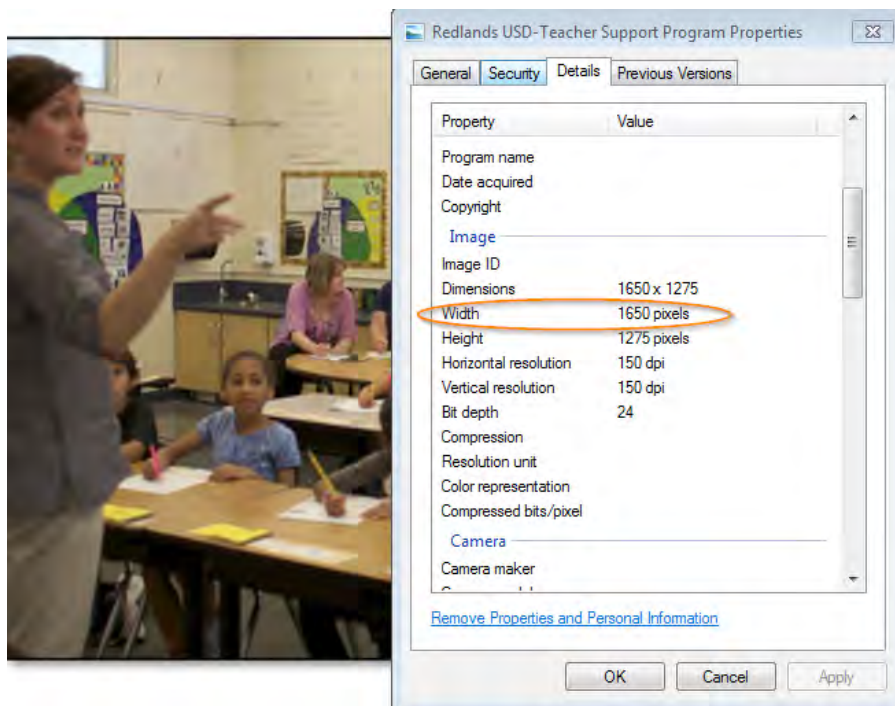 Redlands USD-Teacher Support Program Properties
General Security Details Previous Versions
Property Value
Program name
Date acquired
Copyright
Image
Image ID
Dimensions 1650 x 1275
Width 1650 pixels
Height 1275 pixels
Horizontal resolution 150 dpi
Vertical resolution 150 dpi
Bit depth 24
Compression
Resolution unit
Color representation
Compressed bits/pixel
Camera
Camera maker
Remove Properties and Personal Information
OK Cancel Apply